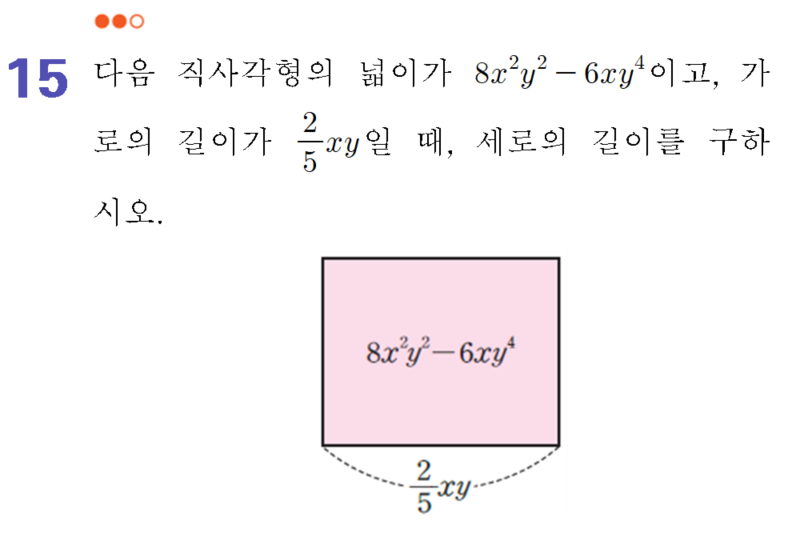 15 다음 직사각형의 넓이가 8x²y² − 6xy⁴이고, 가
로의 길이가 2/5 xy일 때, 세로의 길이를 구하
시오.
8x²y² − 6xy⁴
2/5 xy